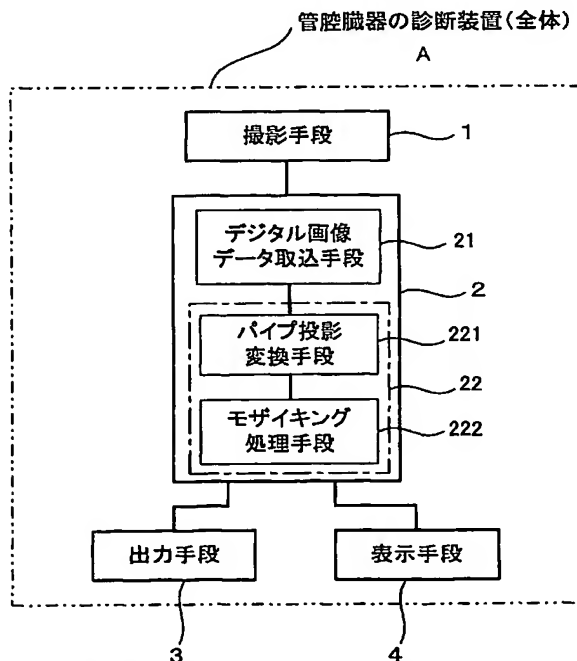 管腔臓器の診断装置(全体)
A
撮影手段
1
デジタル画像
データ取込手段
21
2
パイプ投影
変換手段
221
22
モザイキング
処理手段
222
出力手段
表示手段
3
4